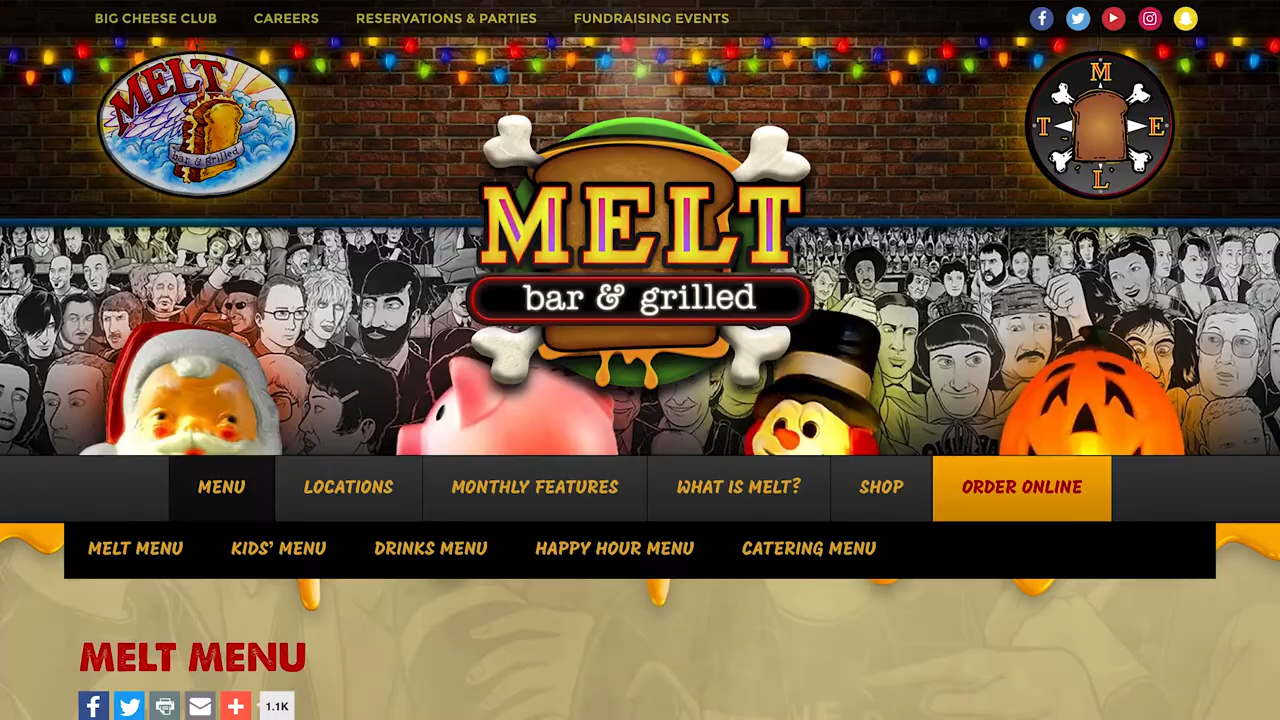 BIG CHEESE CLUB CAREERS RESERVATIONS & PARTIES FUNDRAISING EVENTS
MELT
bar & grilled
M
T E
L
MELT
bar & grilled
MENU LOCATIONS MONTHLY FEATURES WHAT IS MELT? SHOP ORDER ONLINE
MELT MENU KIDS' MENU DRINKS MENU HAPPY HOUR MENU CATERING MENU
MELT MENU
1.1K